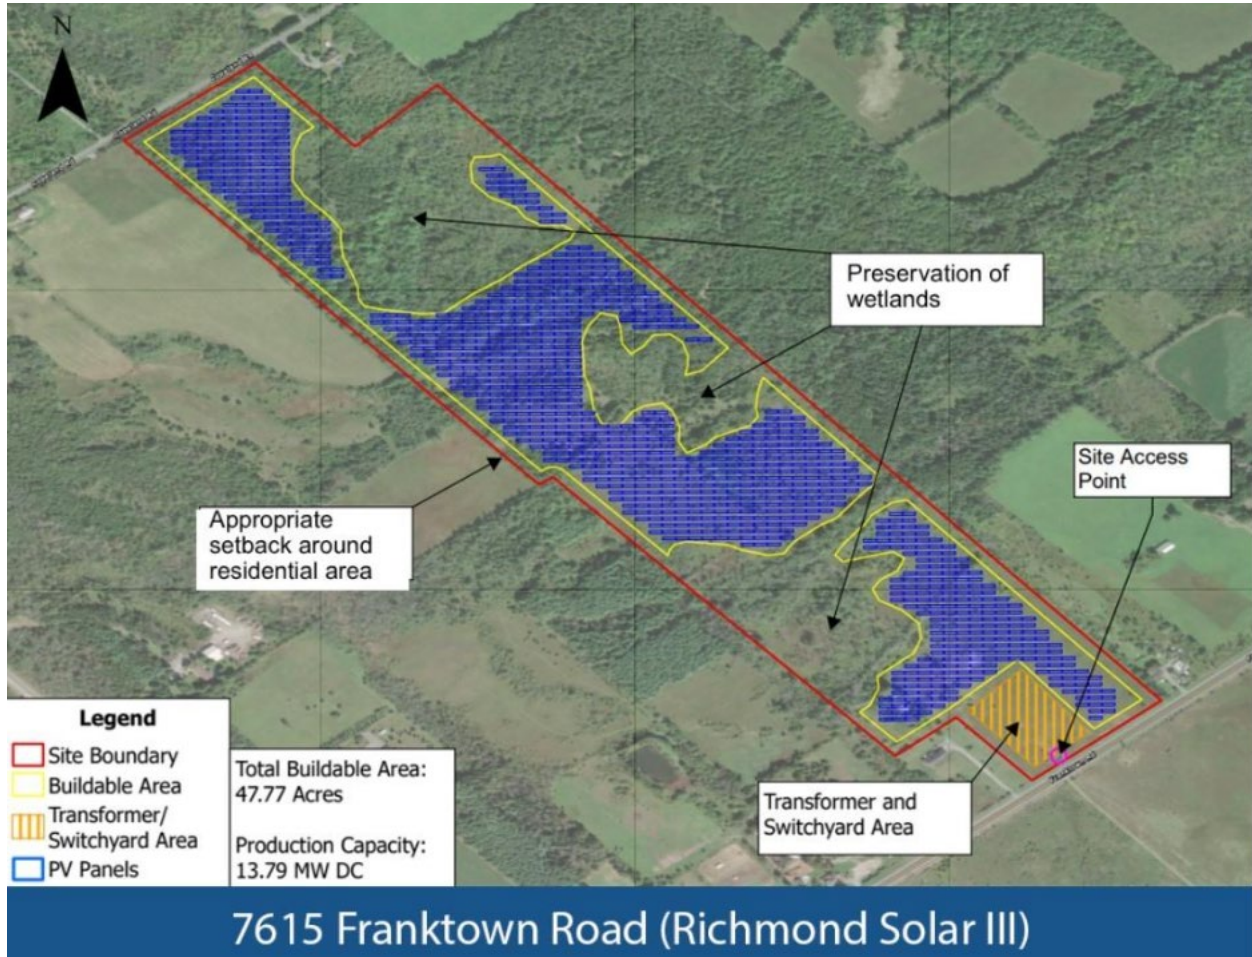 N
Preservation of
wetlands
Site Access
Point
Appropriate
setback around
residential area
Transformer and
Switchyard Area
Legend
Site Boundary
Buildable Area
Transformer/
Switchyard Area
PV Panels
Total Buildable Area:
47.77 Acres
Production Capacity:
13.79 MW DC
7615 Franktown Road (Richmond Solar III)